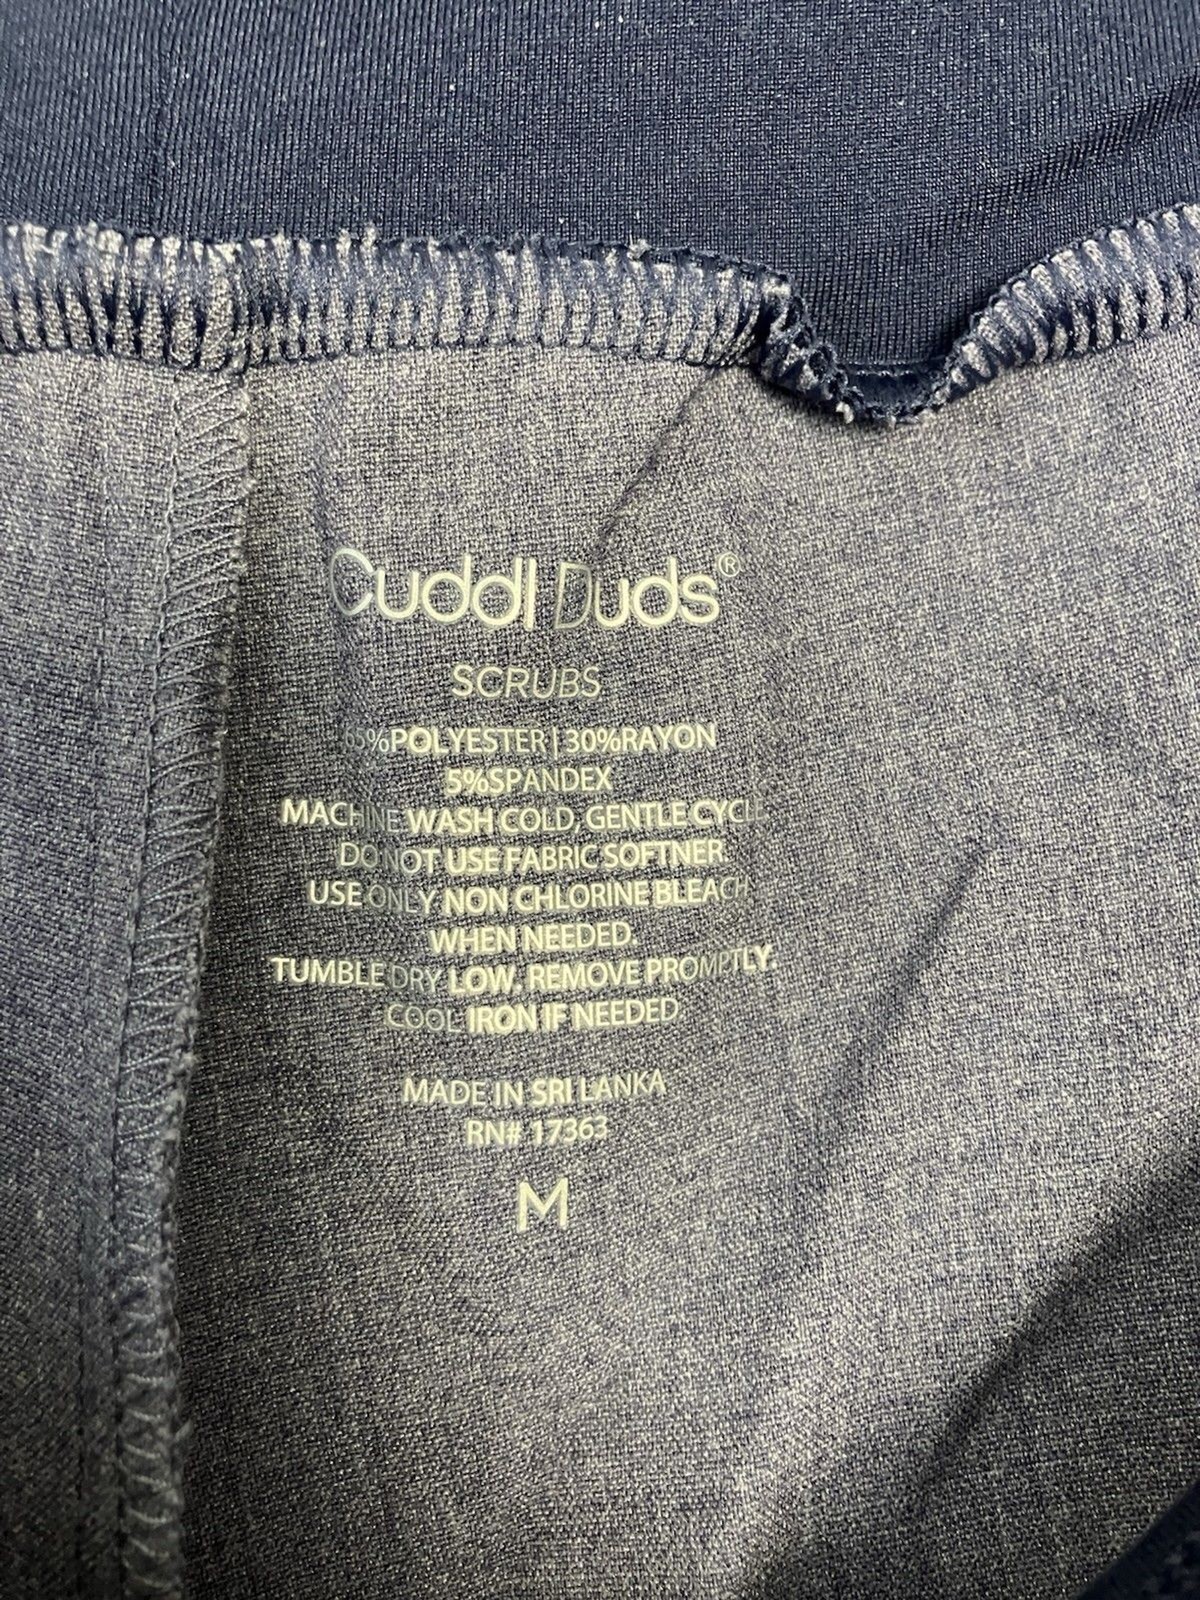 Cuddl Duds®
SCRUBS
65%POLYESTER | 30%RAYON
5%SPANDEX
MACHINE WASH COLD, GENTLE CYCLE
DO NOT USE FABRIC SOFTNER.
USE ONLY NON CHLORINE BLEACH
WHEN NEEDED.
TUMBLE DRY LOW. REMOVE PROMPTLY.
COOL IRON IF NEEDED
MADE IN SRI LANKA
RN# 17363
M